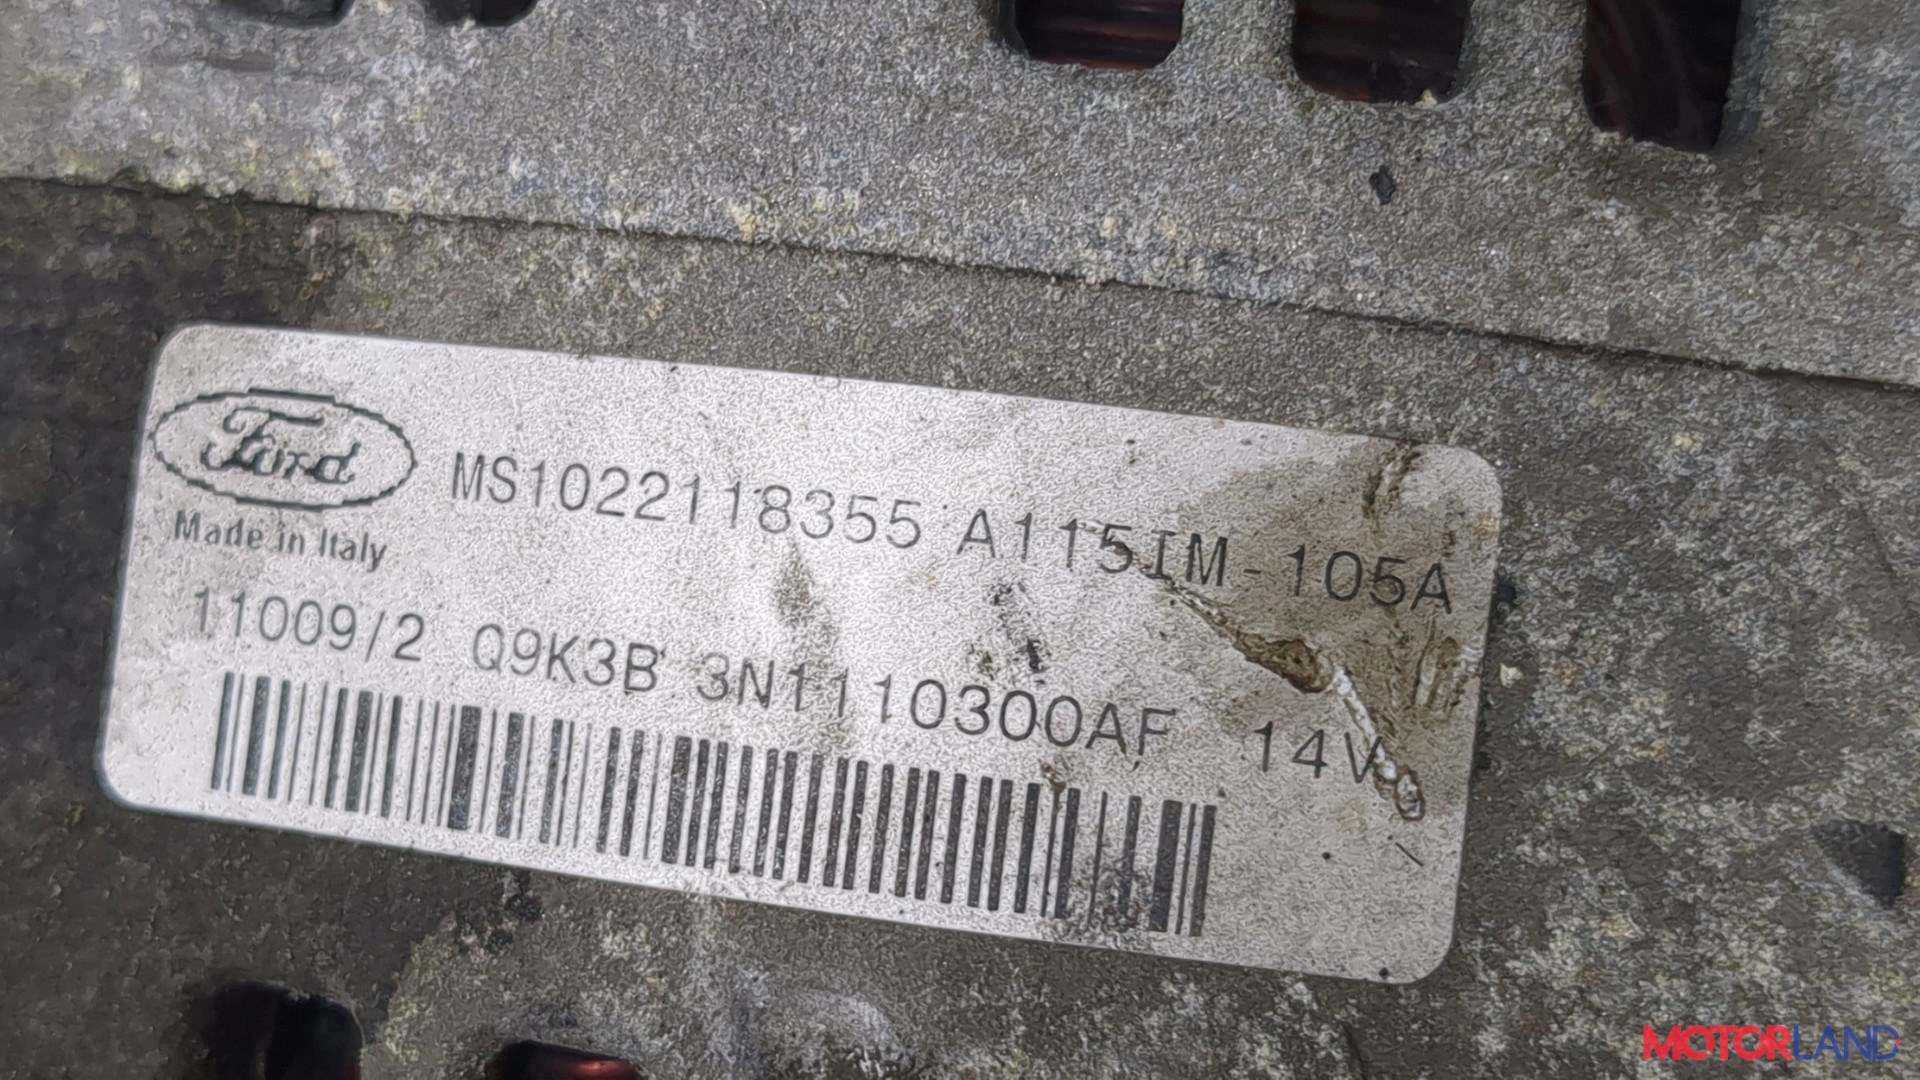 Ford
Made in Italy
MS1022118355 A115IM-105A
11009/2 Q9K3B 3N1110300AF 14V
MOTORLAND